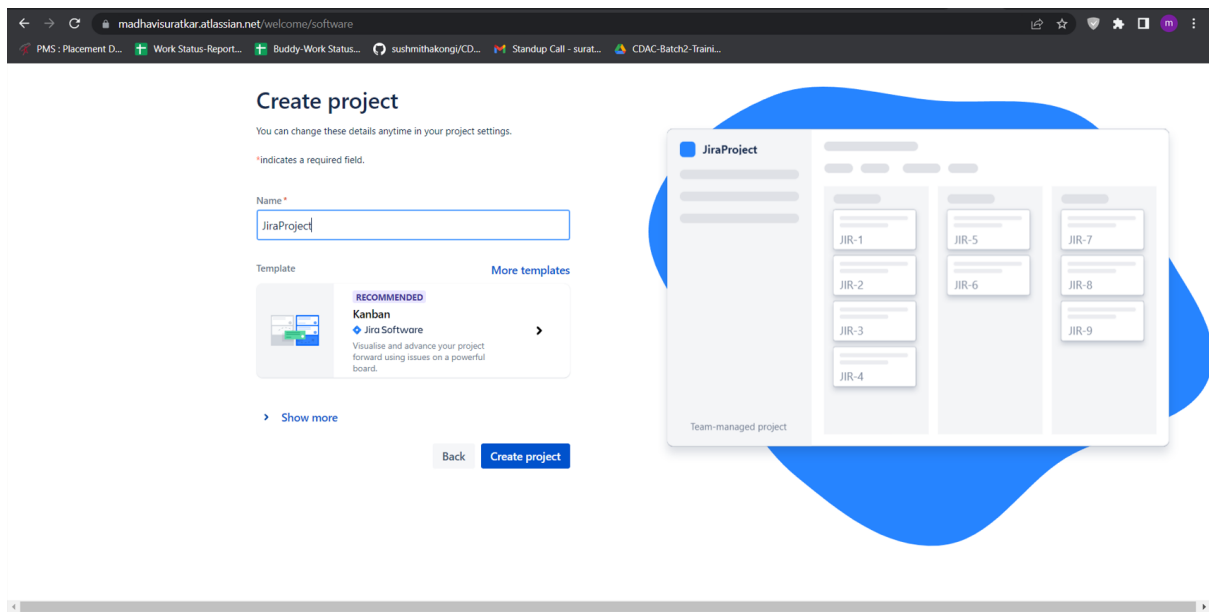 madhavisuratkar.atlassian.net/welcome/software
m
PMS : Placement D...
Work Status-Report...
Buddy-Work Status...
sushmithakongi/CD...
Standup Call - surat...
CDAC-Batch2-Traini...
Create project
You can change these details anytime in your project settings.
*indicates a required field.
Name*
JiraProject
Template
More templates
RECOMMENDED
Kanban
Jira Software
Visualise and advance your project
forward using issues on a powerful
board.
Show more
Back
Create project
JiraProject
JIR-1
JIR-5
JIR-7
JIR-2
JIR-6
JIR-8
JIR-3
JIR-9
JIR-4
Team-managed project